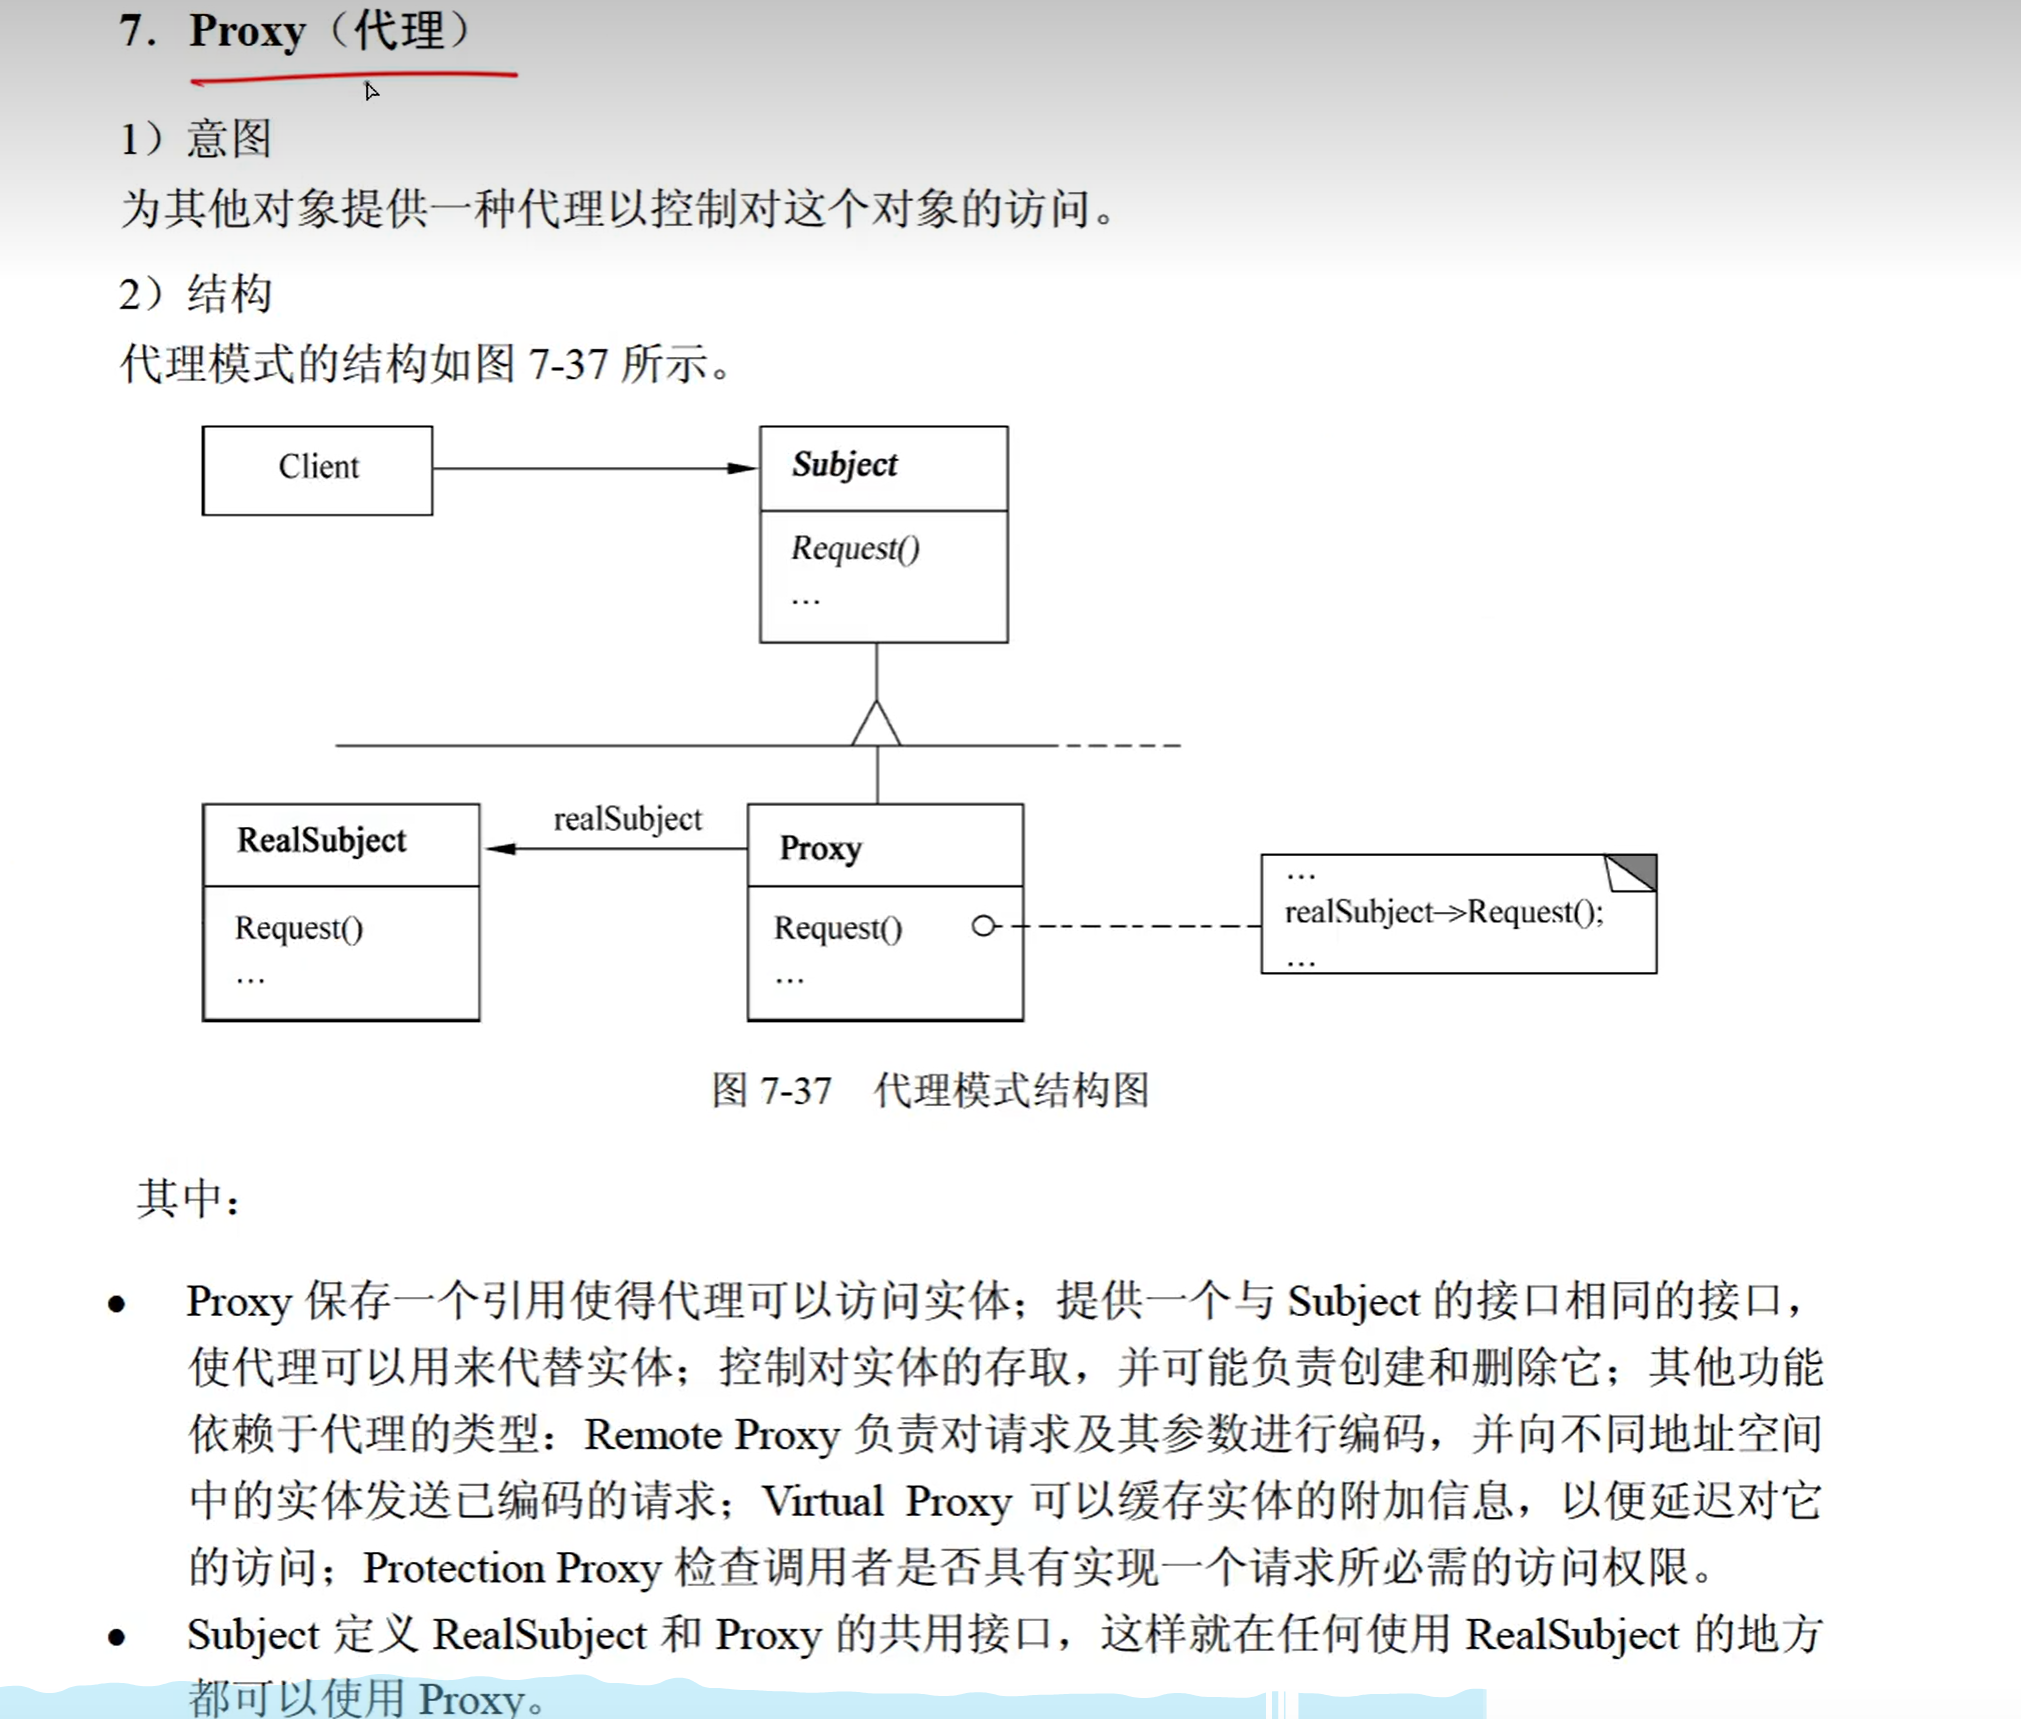 7. Proxy（代理）
1）意图
为其他对象提供一种代理以控制对这个对象的访问。
2）结构
代理模式的结构如图 7-37 所示。
Client
Subject
Request()
...
RealSubject
Request()
...
realSubject
Proxy
Request()
...
...
realSubject->Request();
...
图 7-37 代理模式结构图
其中：
● Proxy 保存一个引用使得代理可以访问实体；提供一个与 Subject 的接口相同的接口，
使代理可以用来代替实体；控制对实体的存取，并可能负责创建和删除它；其他功能
依赖于代理的类型：Remote Proxy 负责对请求及其参数进行编码，并向不同地址空间
中的实体发送已编码的请求；Virtual Proxy 可以缓存实体的附加信息，以便延迟对它
的访问；Protection Proxy 检查调用者是否具有实现一个请求所必需的访问权限。
● Subject 定义 RealSubject 和 Proxy 的共用接口，这样就在任何使用 RealSubject 的地方
都可以使用 Proxy。